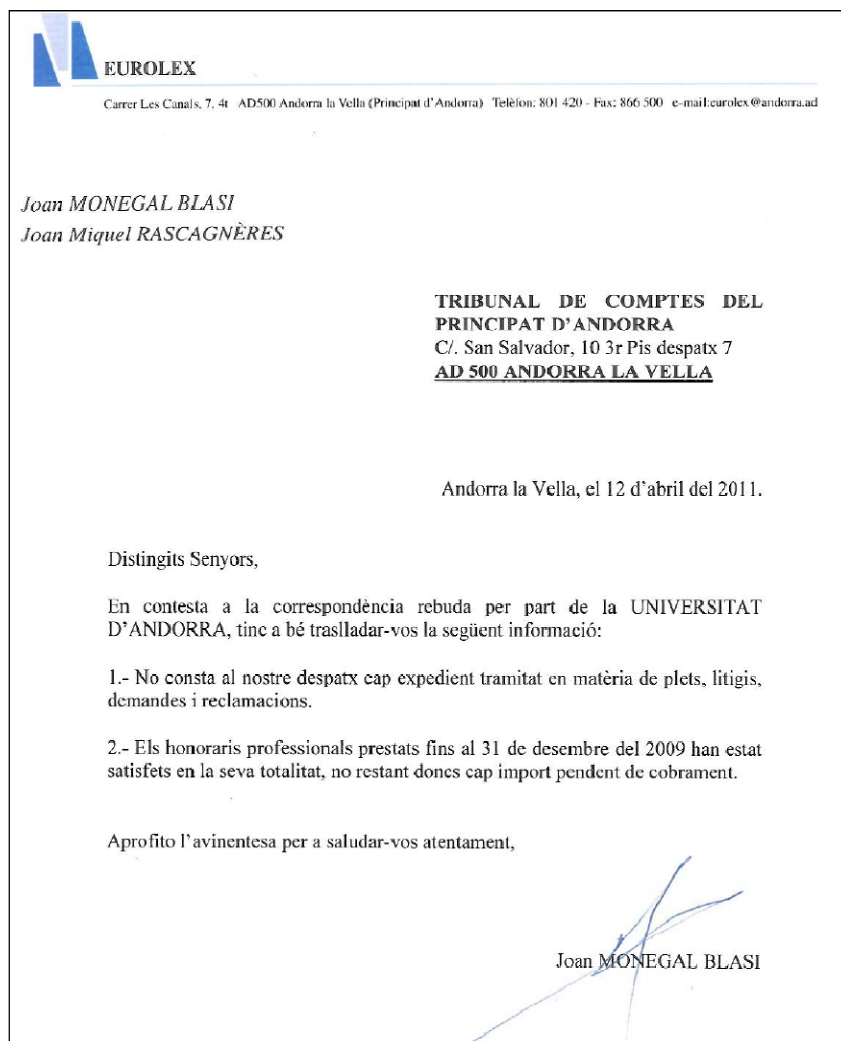 EUROLEX
Carrer Les Canals, 7, 4t AD500 Andorra la Vella (Principat d'Andorra) Telèfon: 801 420 - Fax: 866 500 e-mail:eurolex@andorra.ad
Joan MONEGAL BLASI
Joan Miquel RASCAGNÈRES
TRIBUNAL DE COMPTES DEL
PRINCIPAT D'ANDORRA
C/. San Salvador, 10 3r Pis despatx 7
AD 500 ANDORRA LA VELLA
Andorra la Vella, el 12 d'abril del 2011.
Distingits Senyors,
En contesta a la correspondència rebuda per part de la UNIVERSITAT
D'ANDORRA, tinc a bé traslladar-vos la següent informació:
1.- No consta al nostre despatx cap expedient tramitat en matèria de plets, litigis,
demandes i reclamacions.
2.- Els honoraris professionals prestats fins al 31 de desembre del 2009 han estat
satisfets en la seva totalitat, no restant doncs cap import pendent de cobrament.
Aprofito l'avinentesa per a saludar-vos atentament,
Joan MONEGAL BLASI